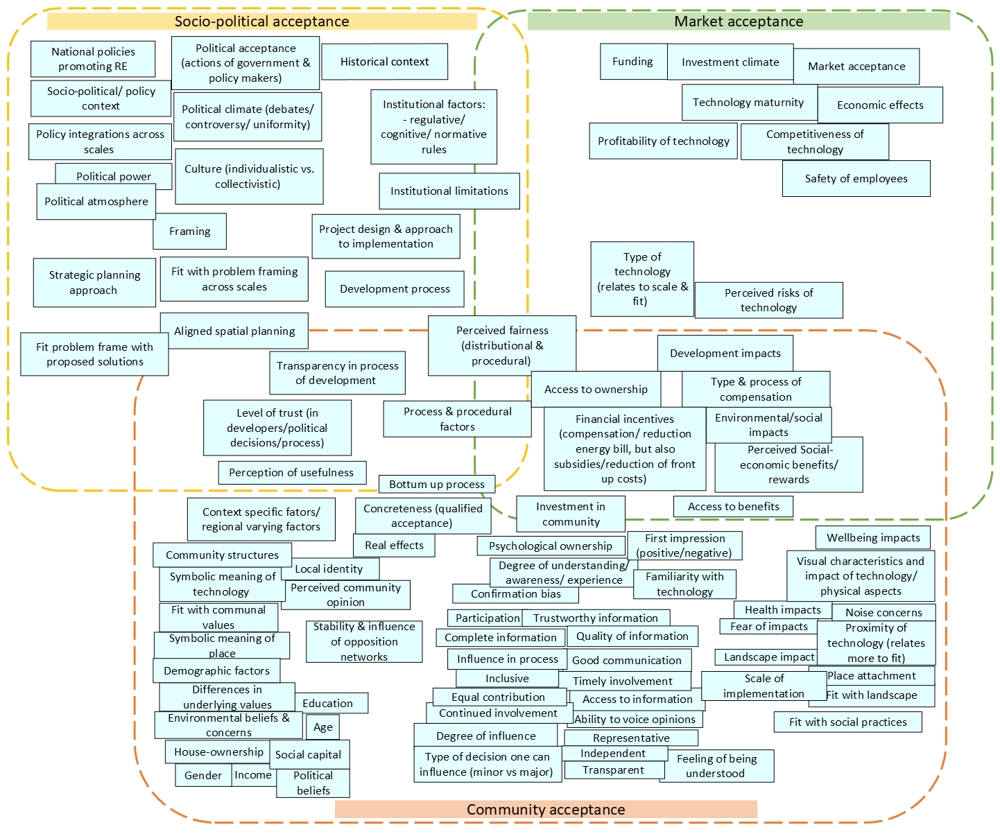 Socio-political acceptance
Market acceptance
National policies
promoting RE
Political acceptance
(actions of government &
policy makers)
Historical context
Socio-political/ policy
context
Political climate (debates/
controversy/ uniformity)
Institutional factors:
- regulative/
cognitive/ normative
rules
Policy integrations across
scales
Culture (individualistic vs.
collectivistic)
Political power
Political atmosphere
Institutional limitations
Framing
Project design & approach
to implementation
Strategic planning
approach
Fit with problem framing
across scales
Development process
Funding
Investment climate
Market acceptance
Technology maturnity
Economic effects
Profitability of technology
Competitiveness of
technology
Safety of employees
Type of
technology
(relates to scale &
fit)
Perceived risks of
technology
Aligned spatial planning
Fit problem frame with
proposed solutions
Transparency in process
of development
Perceived fairness
(distributional &
procedural)
Level of trust (in
developers/political
decisions/process)
Process & procedural
factors
Perception of usefulness
Bottum up process
Development impacts
Access to ownership
Type & process of
compensation
Financial incentives
(compensation/ reduction
energy bill, but also
subsidies/reduction of front
up costs)
Environmental/social
impacts
Perceived Social-
economic benefits/
rewards
Investment in
community
Access to benefits
Context specific fators/
regional varying factors
Concreteness (qualified
acceptance)
Real effects
Community structures
Local identity
Symbolic meaning of
technology
Perceived community
opinion
Fit with communal
values
Symbolic meaning of
place
Stability & influence
of opposition
networks
Demographic factors
Differences in
underlying values
Education
Environmental beliefs &
concerns
Age
House-ownership
Social capital
Gender
Income
Political
beliefs
Psychological ownership
First impression
(positive/negative)
Degree of understanding/
awareness/ experience
Familiarity with
technology
Confirmation bias
Participation
Trustworthy information
Complete information
Quality of information
Influence in process
Good communication
Inclusive
Timely involvement
Equal contribution
Access to information
Continued involvement
Ability to voice opinions
Degree of influence
Representative
Type of decision one can
influence (minor vs major)
Independent
Transparent
Feeling of being
understood
Wellbeing impacts
Visual characteristics and
impact of technology/
physical aspects
Health impacts
Noise concerns
Fear of impacts
Proximity of
technology (relates
more to fit)
Landscape impact
Scale of
implementation
Place attachment
Fit with landscape
Fit with social practices
Community acceptance